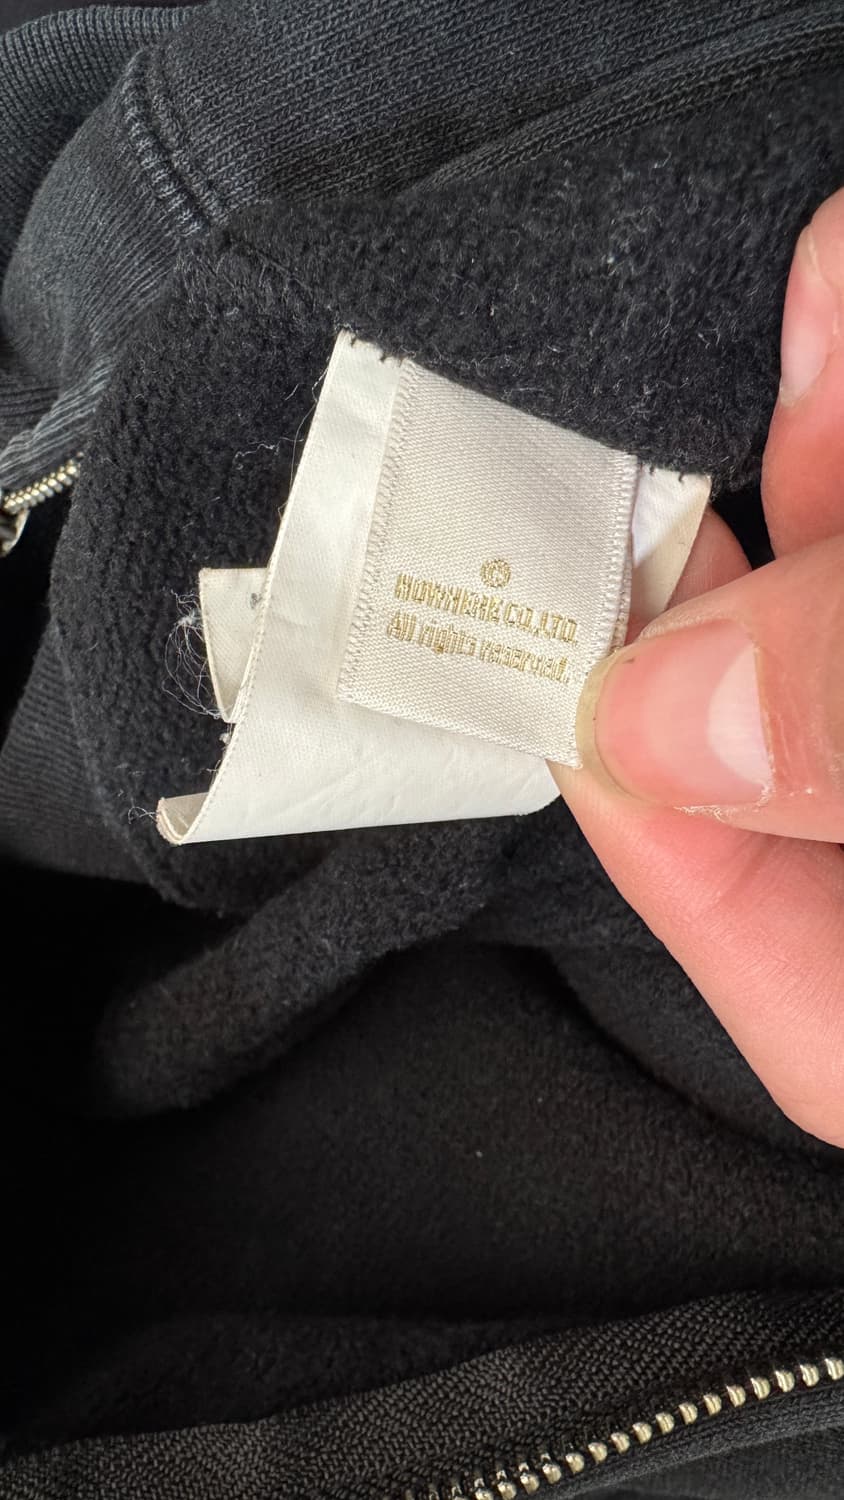 ©
NOWHERE CO.,LTD.
All rights reserved.